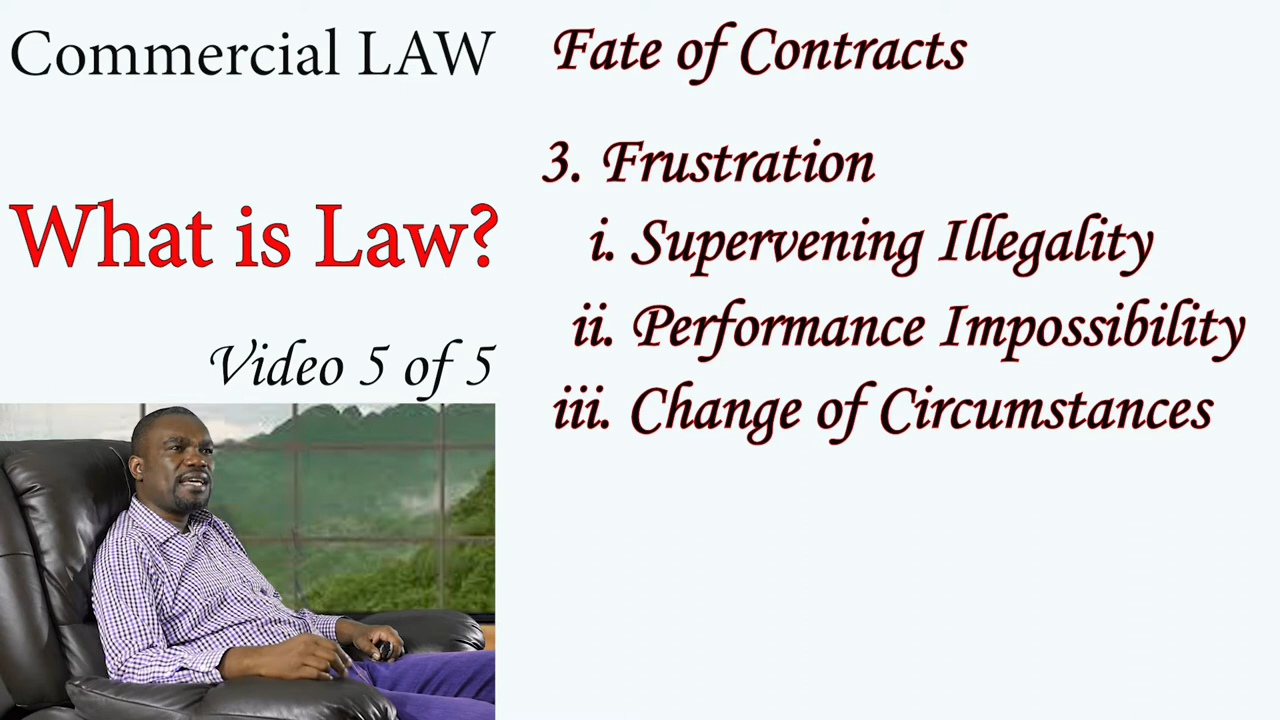 Commercial LAW
What is Law?
Video 5 of 5
Fate of Contracts
3. Frustration
i. Supervening Illegality
ii. Performance Impossibility
iii. Change of Circumstances